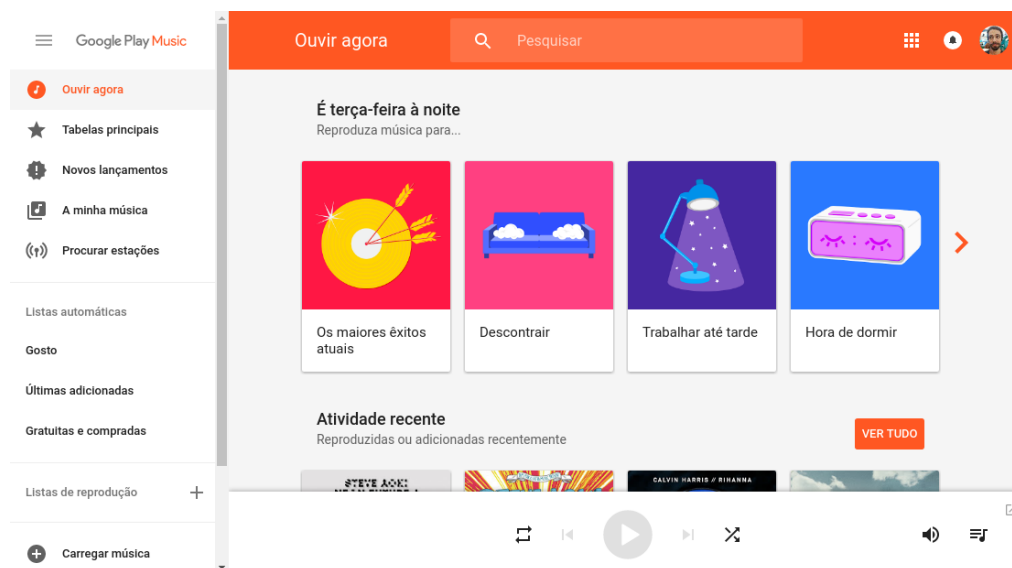 Google Play Music
Ouvir agora
Tabelas principais
Novos lançamentos
A minha música
Procurar estações
Listas automáticas
Gosto
Últimas adicionadas
Gratuitas e compradas
Listas de reprodução
Carregar música
Ouvir agora
Pesquisar
É terça-feira à noite
Reproduza música para...
Os maiores êxitos
atuais
Descontrair
Trabalhar até tarde
Hora de dormir
Atividade recente
Reproduzidas ou adicionadas recentemente
VER TUDO
STEVE AOKI
CALVIN HARRIS // RIHANNA